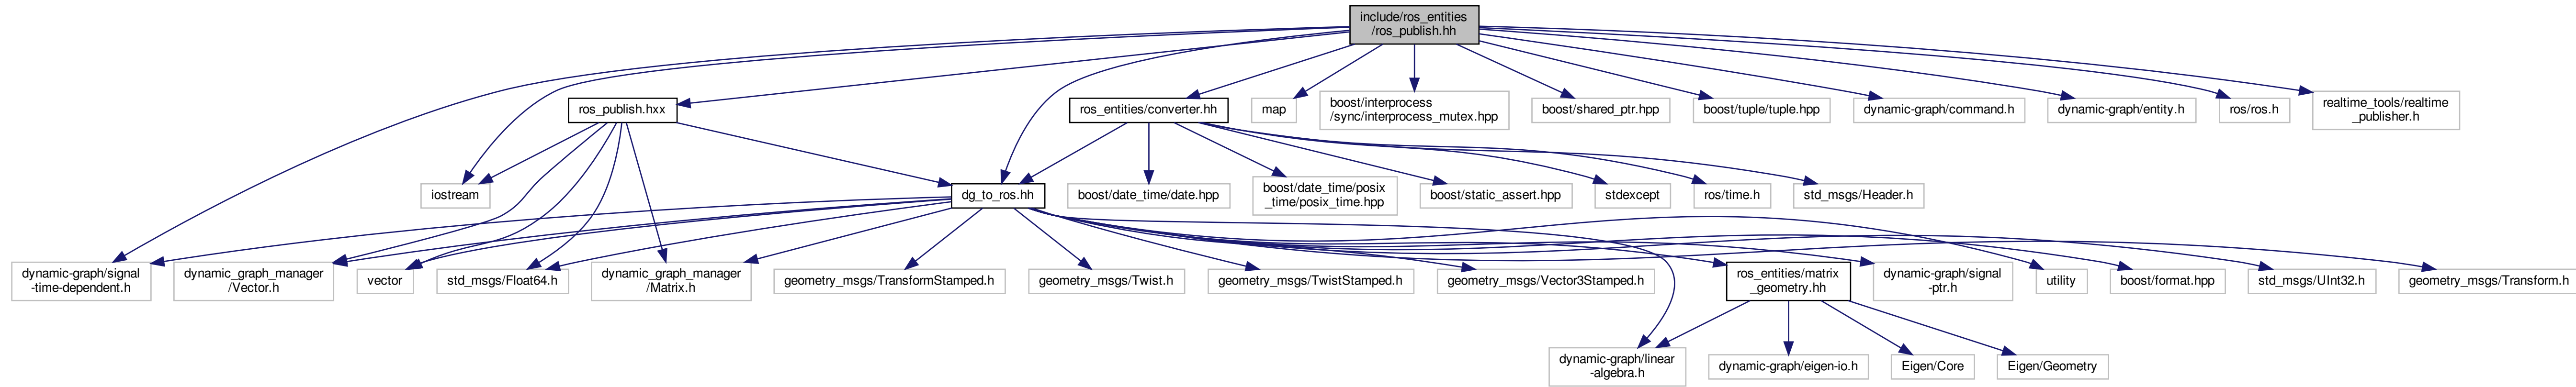 include/ros_entities
/ros_publish.hh
ros_publish.hxx
ros_entities/converter.hh
map
boost/interprocess
/sync/interprocess_mutex.hpp
boost/shared_ptr.hpp
boost/tuple/tuple.hpp
dynamic-graph/command.h
dynamic-graph/entity.h
ros/ros.h
realtime_tools/realtime
_publisher.h
iostream
dg_to_ros.hh
boost/date_time/date.hpp
boost/date_time/posix
_time/posix_time.hpp
boost/static_assert.hpp
stdexcept
ros/time.h
std_msgs/Header.h
dynamic-graph/signal
-time-dependent.h
dynamic_graph_manager
/Vector.h
vector
std_msgs/Float64.h
dynamic_graph_manager
/Matrix.h
geometry_msgs/TransformStamped.h
geometry_msgs/Twist.h
geometry_msgs/TwistStamped.h
geometry_msgs/Vector3Stamped.h
ros_entities/matrix
_geometry.hh
dynamic-graph/signal
-ptr.h
utility
boost/format.hpp
std_msgs/UInt32.h
geometry_msgs/Transform.h
dynamic-graph/linear
-algebra.h
dynamic-graph/eigen-io.h
Eigen/Core
Eigen/Geometry